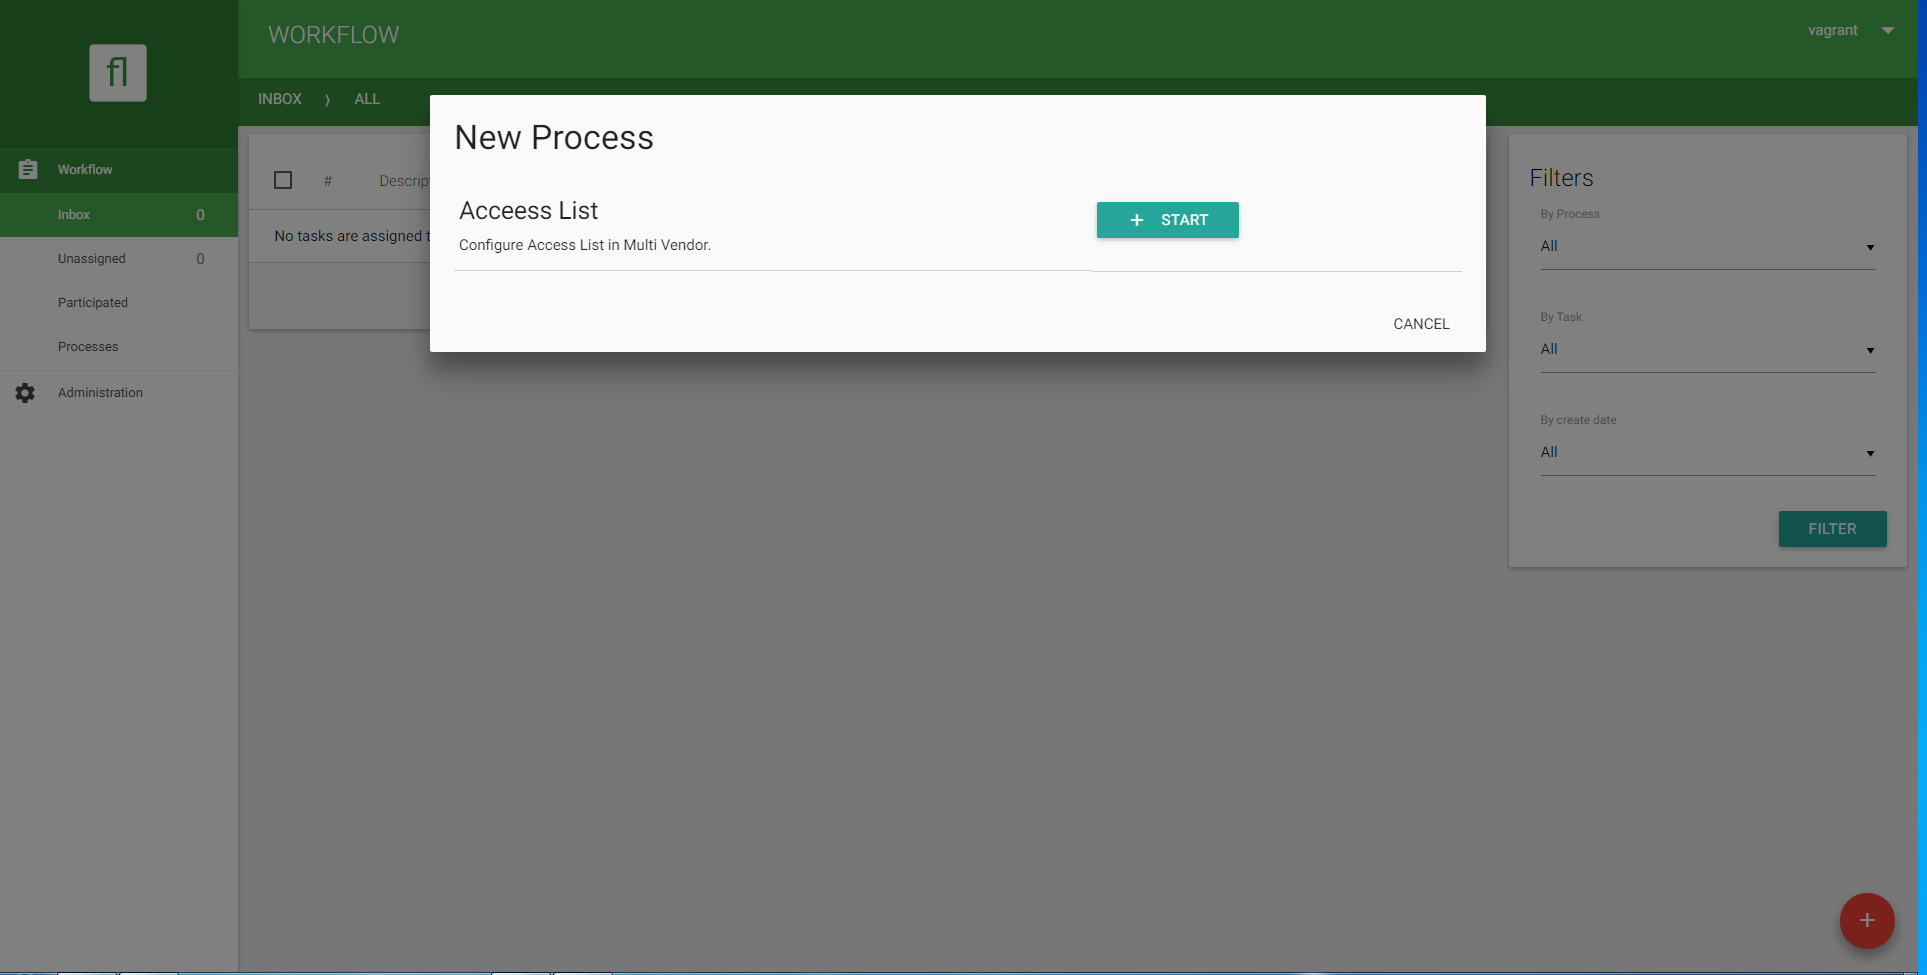 fl
WORKFLOW
vagrant
INBOX ⟩ ALL
Workflow
Inbox 0
Unassigned 0
Participated
Processes
Administration
# Descrip
No tasks are assigned t
New Process
Acceess List
+ START
Configure Access List in Multi Vendor.
CANCEL
Filters
By Process
All
By Task
All
By create date
All
FILTER
+